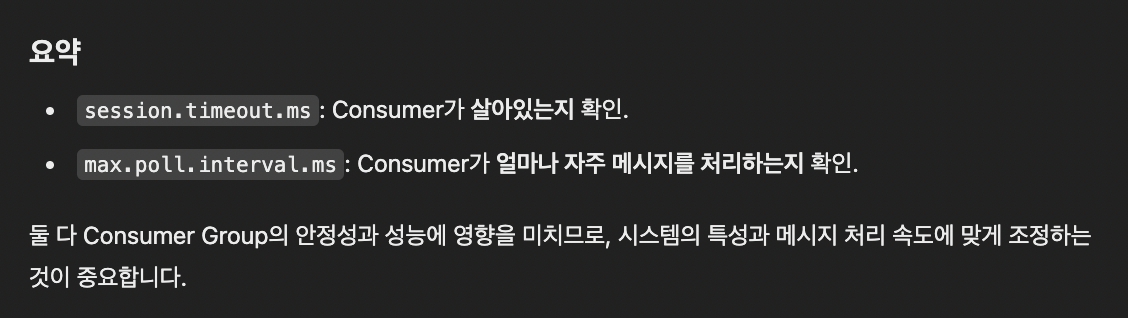 요약
• session.timeout.ms: Consumer가 살아있는지 확인.
• max.poll.interval.ms: Consumer가 얼마나 자주 메시지를 처리하는지 확인.
둘 다 Consumer Group의 안정성과 성능에 영향을 미치므로, 시스템의 특성과 메시지 처리 속도에 맞게 조정하는
것이 중요합니다.